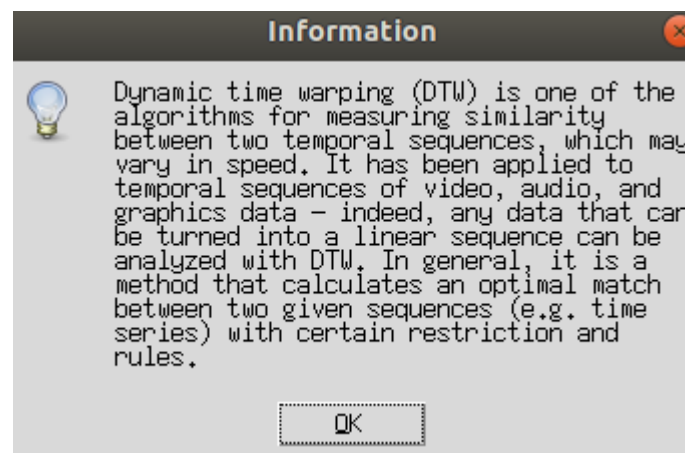 Information
Dynamic time warping (DTW) is one of the
algorithms for measuring similarity
between two temporal sequences, which may
vary in speed. It has been applied to
temporal sequences of video, audio, and
graphics data — indeed, any data that can
be turned into a linear sequence can be
analyzed with DTW. In general, it is a
method that calculates an optimal match
between two given sequences (e.g. time
series) with certain restriction and
rules.
OK